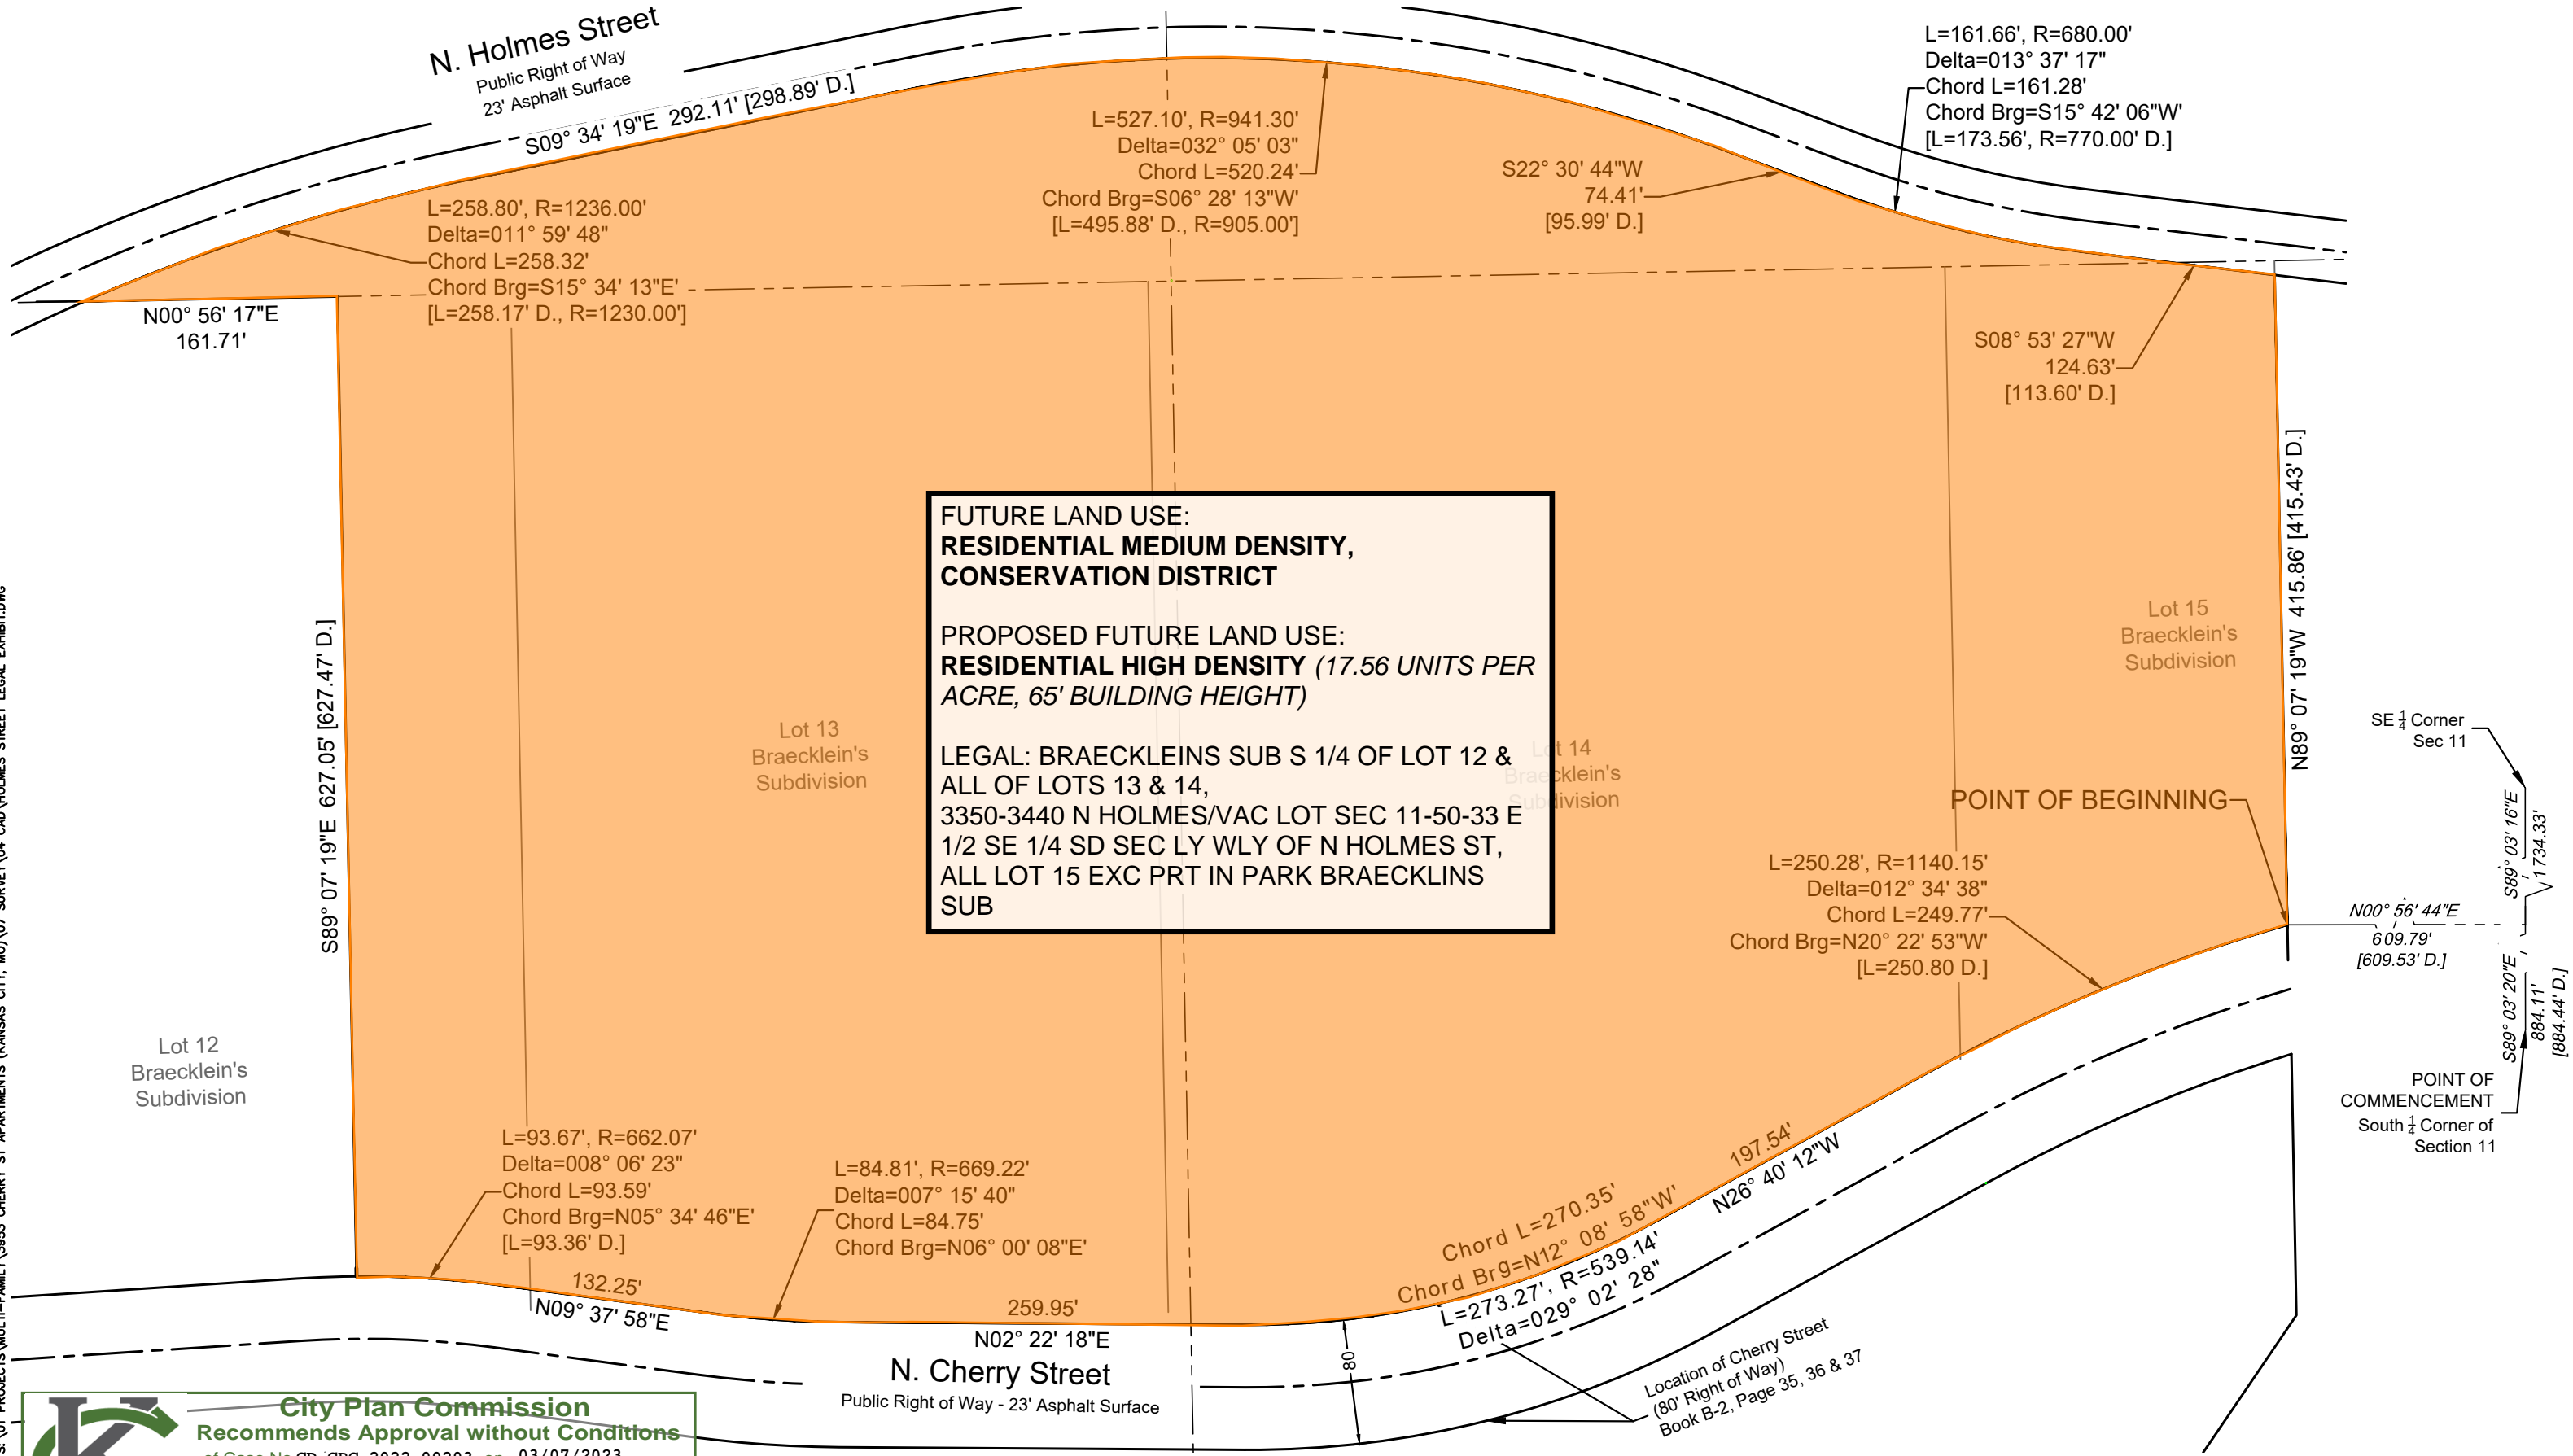 N. Holmes Street
Public Right of Way
23' Asphalt Surface
S09° 34' 19"E 292.11' [298.89' D.]
L=161.66', R=680.00'
Delta=013° 37' 17"
Chord L=161.28'
Chord Brg=S15° 42' 06"W'
[L=173.56', R=770.00' D.]
L=527.10', R=941.30'
Delta=032° 05' 03"
Chord L=520.24'
Chord Brg=S06° 28' 13"W'
[L=495.88' D., R=905.00']
S22° 30' 44"W
74.41'
[95.99' D.]
L=258.80', R=1236.00'
Delta=011° 59' 48"
Chord L=258.32'
Chord Brg=S15° 34' 13"E'
[L=258.17' D., R=1230.00']
N00° 56' 17"E
161.71'
S08° 53' 27"W
124.63'
[113.60' D.]
S89° 07' 19"E 627.05' [627.47' D.]
N89° 07' 19"W 415.86' [415.43' D.]
FUTURE LAND USE:
RESIDENTIAL MEDIUM DENSITY,
CONSERVATION DISTRICT
PROPOSED FUTURE LAND USE:
RESIDENTIAL HIGH DENSITY (17.56 UNITS PER
ACRE, 65' BUILDING HEIGHT)
LEGAL: BRAECKLEINS SUB S 1/4 OF LOT 12 &
ALL OF LOTS 13 & 14,
3350-3440 N HOLMES/VAC LOT SEC 11-50-33 E
1/2 SE 1/4 SD SEC LY WLY OF N HOLMES ST,
ALL LOT 15 EXC PRT IN PARK BRAECKLINS
SUB
Lot 13
Braecklein's
Subdivision
Lot 14
Braecklein's
Subdivision
Lot 15
Braecklein's
Subdivision
Lot 12
Braecklein's
Subdivision
POINT OF BEGINNING
SE 1/4 Corner
Sec 11
S89° 03' 16"E
1734.33'
N00° 56' 44"E
609.79'
[609.53' D.]
S89° 03' 20"E
884.11'
[884.44' D.]
POINT OF
COMMENCEMENT
South 1/4 Corner of
Section 11
L=250.28', R=1140.15'
Delta=012° 34' 38"
Chord L=249.77'
Chord Brg=N20° 22' 53"W'
[L=250.80 D.]
L=93.67', R=662.07'
Delta=008° 06' 23"
Chord L=93.59'
Chord Brg=N05° 34' 46"E'
[L=93.36' D.]
L=84.81', R=669.22'
Delta=007° 15' 40"
Chord L=84.75'
Chord Brg=N06° 00' 08"E'
132.25'
N09° 37' 58"E
259.95'
N02° 22' 18"E
Chord L=270.35'
Chord Brg=N12° 08' 58"W'
L=273.27', R=539.14'
Delta=029° 02' 28"
197.54'
N26° 40' 12"W
80
N. Cherry Street
Public Right of Way - 23' Asphalt Surface
Location of Cherry Street
(80' Right of Way)
Book B-2, Page 35, 36 & 37
City Plan Commission
Recommends Approval without Conditions
of Case No CD-CPC-2022-00203 on 03/07/2023